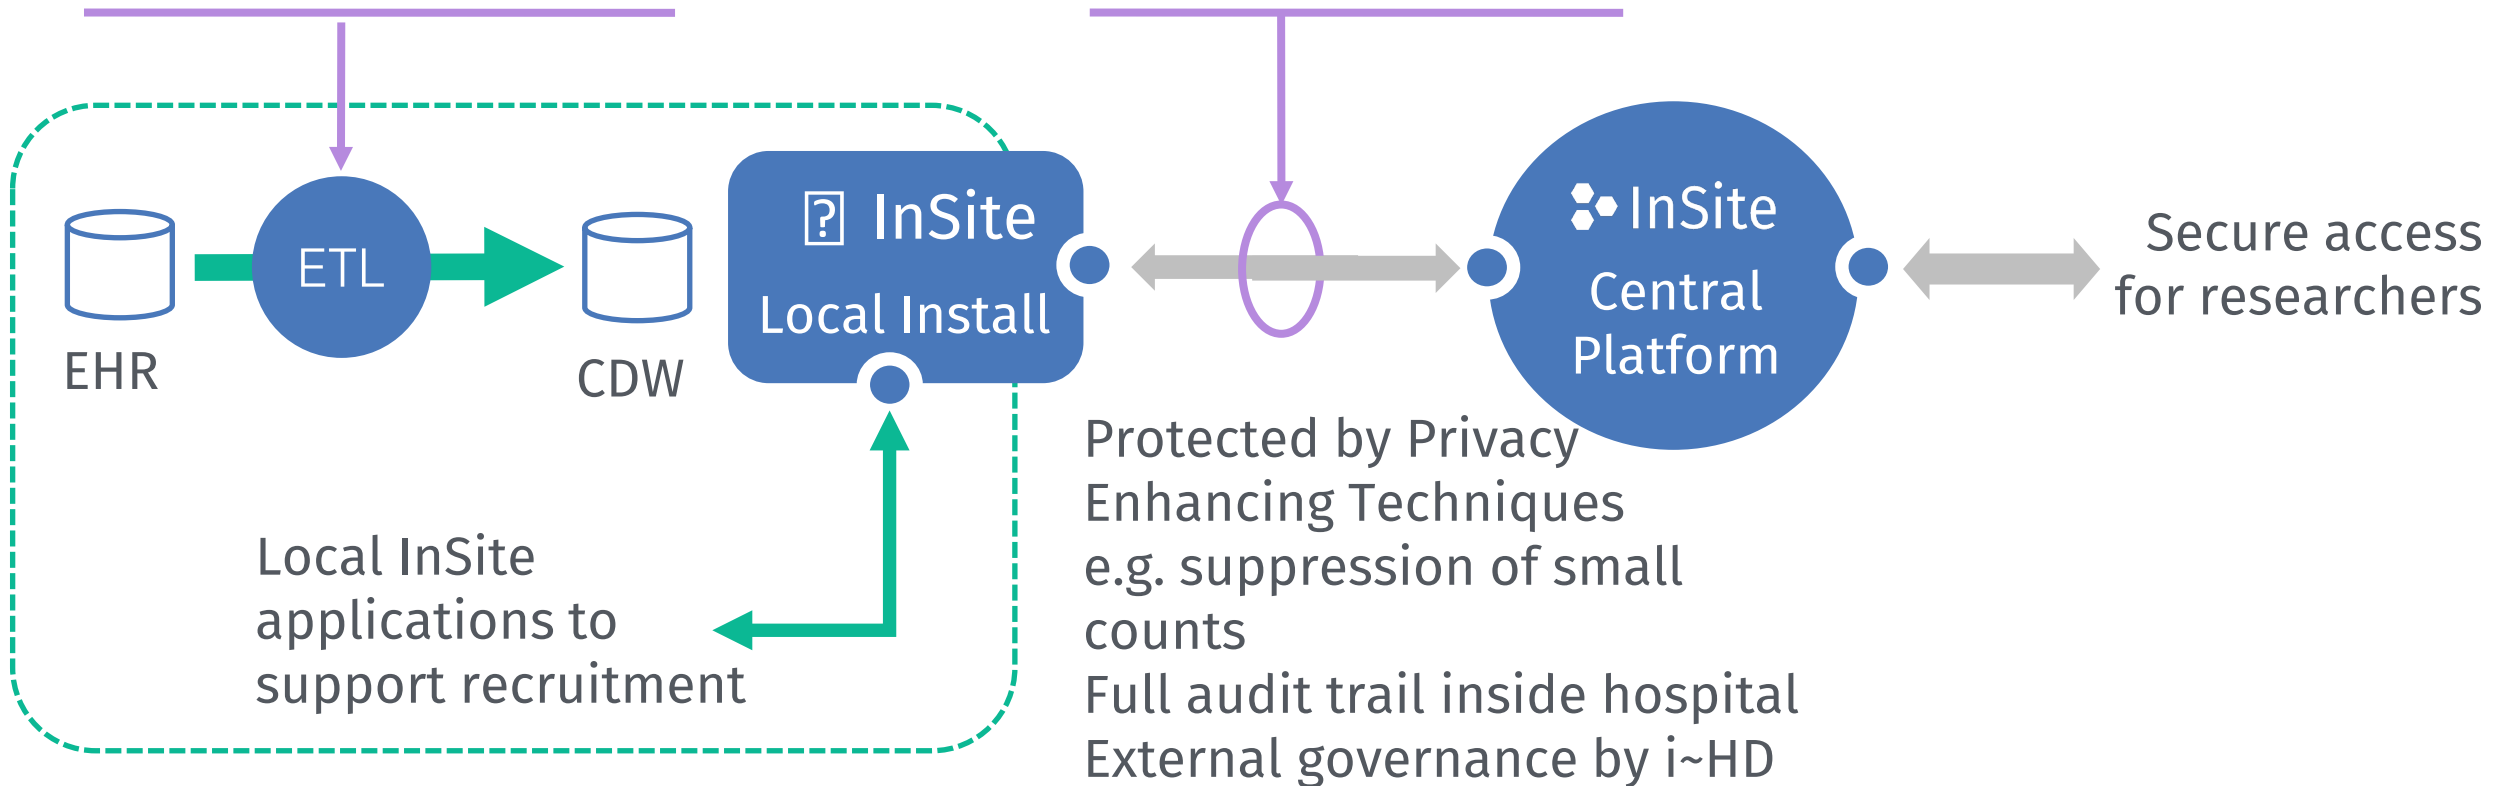 EHR
ETL
CDW
InSite
Local Installs
InSite
Central
Platform
Secure access
for researchers
Local InSite
applications to
support recruitment
Protected by Privacy
Enhancing Techniques
e.g. suppression of small
counts
Full audit trail inside hospital
External governance by i~HD